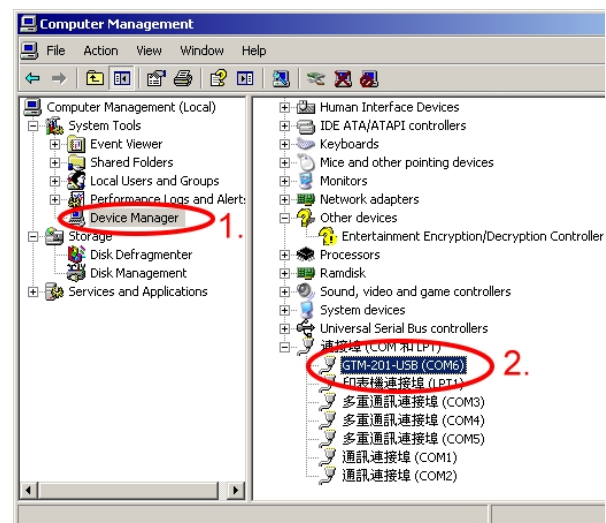 Computer Management
File Action View Window Help
Computer Management (Local)
System Tools
Event Viewer
Shared Folders
Local Users and Groups
Performance Logs and Alert:
Device Manager
1.
Storage
Disk Defragmenter
Disk Management
Services and Applications
Human Interface Devices
IDE ATA/ATAPI controllers
Keyboards
Mice and other pointing devices
Monitors
Network adapters
Other devices
Entertainment Encryption/Decryption Controller
Processors
Ramdisk
Sound, video and game controllers
System devices
Universal Serial Bus controllers
連接埠 (COM 和 LPT)
GTM-201-USB (COM6)
2.
印表機連接埠 (LPT1)
多重通訊連接埠 (COM3)
多重通訊連接埠 (COM4)
多重通訊連接埠 (COM5)
通訊連接埠 (COM1)
通訊連接埠 (COM2)